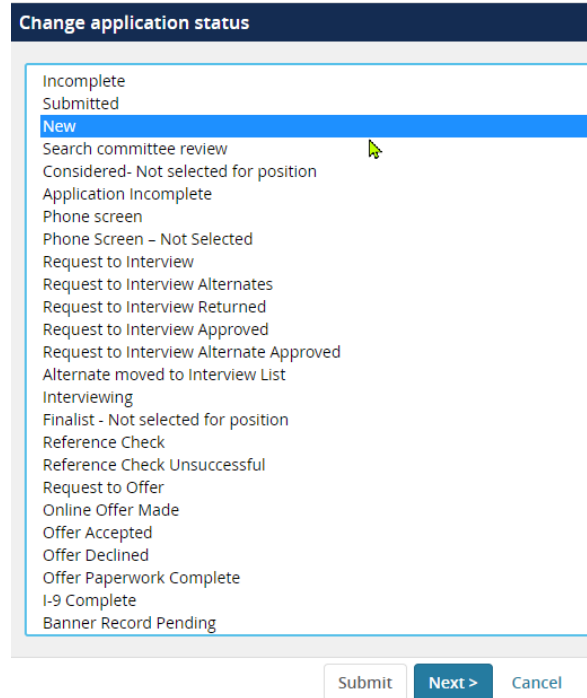 Change application status
Incomplete
Submitted
New
Search committee review
Considered- Not selected for position
Application Incomplete
Phone screen
Phone Screen – Not Selected
Request to Interview
Request to Interview Alternates
Request to Interview Returned
Request to Interview Approved
Request to Interview Alternate Approved
Alternate moved to Interview List
Interviewing
Finalist - Not selected for position
Reference Check
Reference Check Unsuccessful
Request to Offer
Online Offer Made
Offer Accepted
Offer Declined
Offer Paperwork Complete
I-9 Complete
Banner Record Pending
Submit Next > Cancel